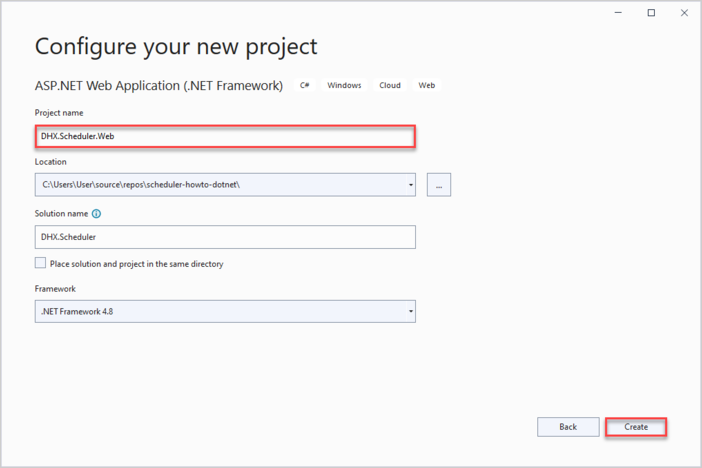 Configure your new project
ASP.NET Web Application (.NET Framework) C# Windows Cloud Web
Project name
DHX.Scheduler.Web
Location
C:\Users\User\source\repos\scheduler-howto-dotnet\
...
Solution name
DHX.Scheduler
Place solution and project in the same directory
Framework
.NET Framework 4.8
Back Create